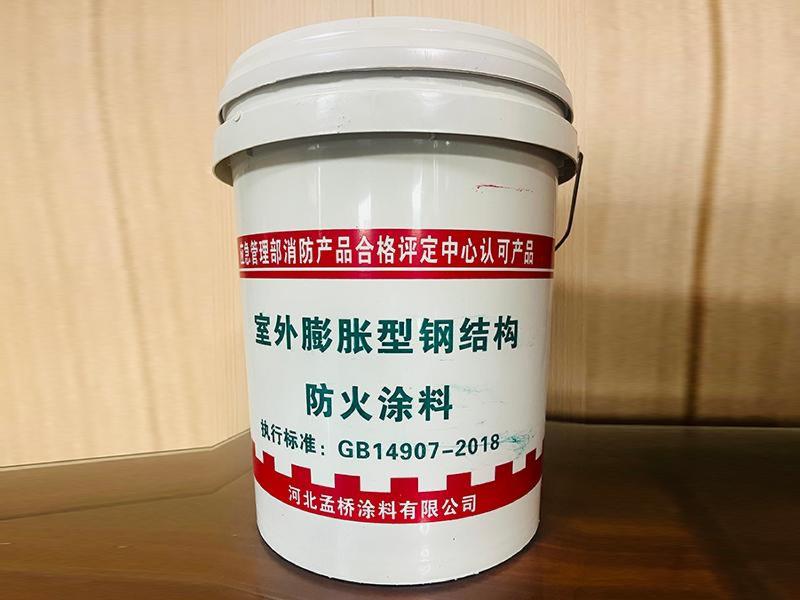 应急管理部消防产品合格评定中心认可产品
室外膨胀型钢结构
防火涂料
执行标准：GB14907-2018
河北孟桥涂料有限公司